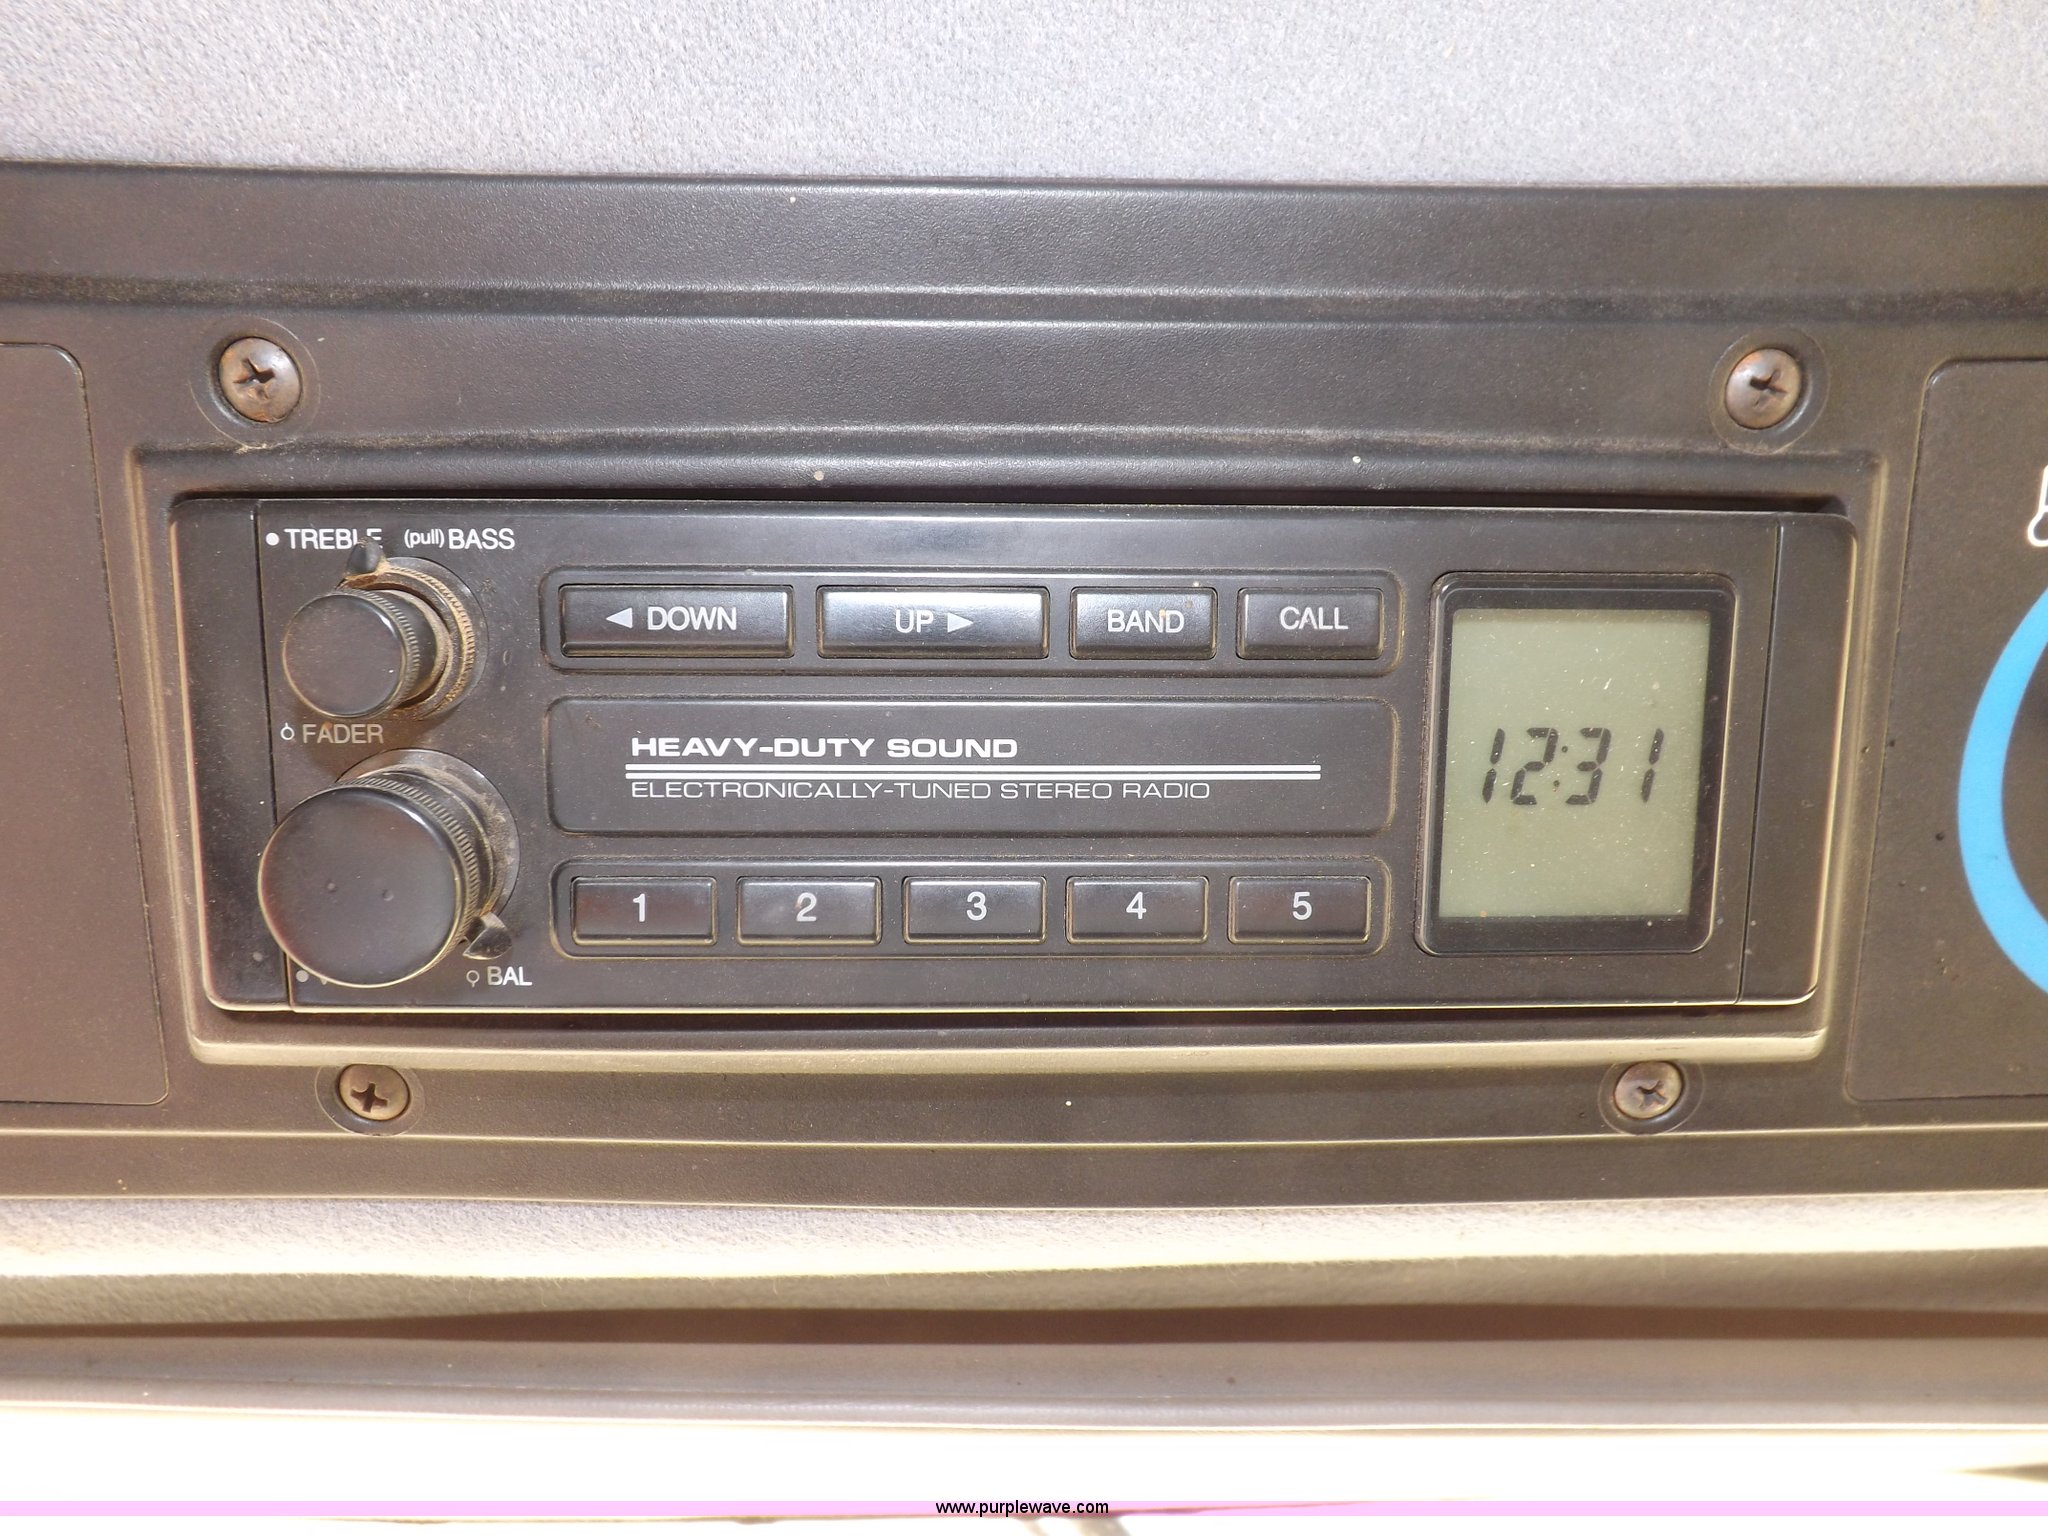 TREBLE (pull) BASS
DOWN UP BAND CALL
FADER
HEAVY-DUTY SOUND
ELECTRONICALLY-TUNED STEREO RADIO
12:31
1 2 3 4 5
BAL
www.purplewave.com